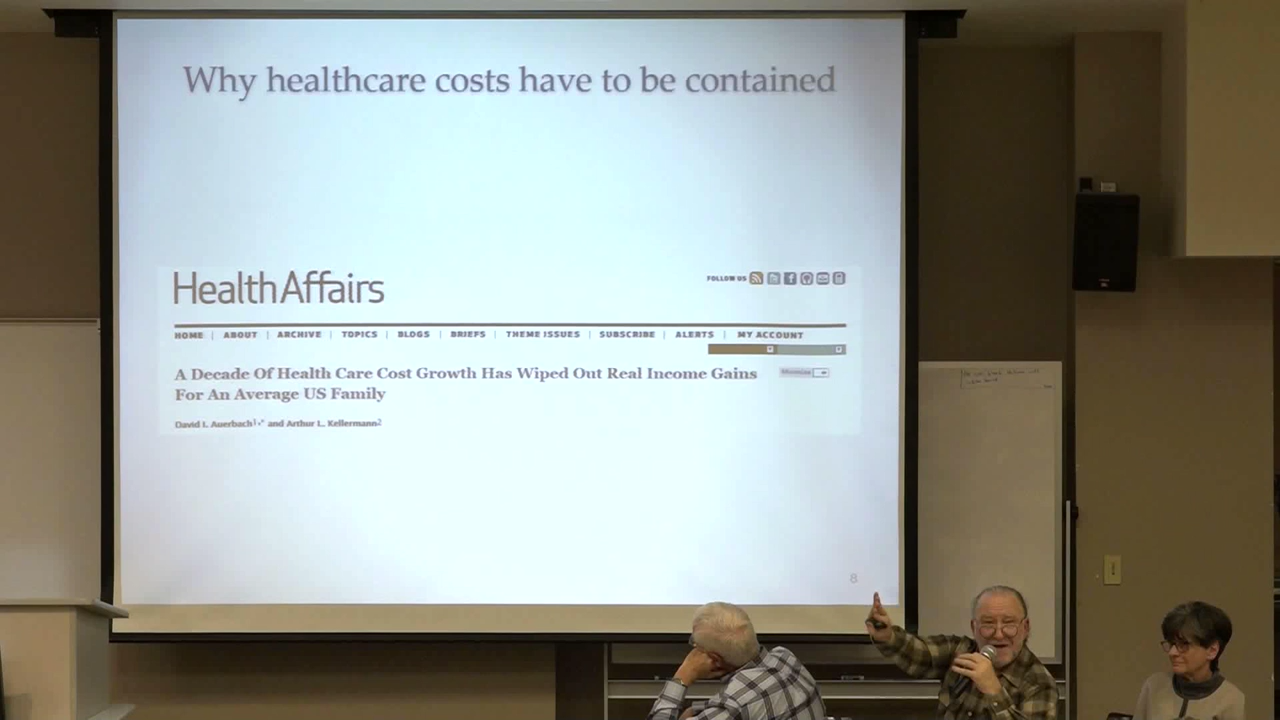 Why healthcare costs have to be contained
HealthAffairs
FOLLOW US
HOME | ABOUT | ARCHIVE | TOPICS | BLOGS | BRIEFS | THEME ISSUES | SUBSCRIBE | ALERTS | MY ACCOUNT
A Decade Of Health Care Cost Growth Has Wiped Out Real Income Gains
For An Average US Family
David I. Auerbach1,* and Arthur L. Kellermann2
8